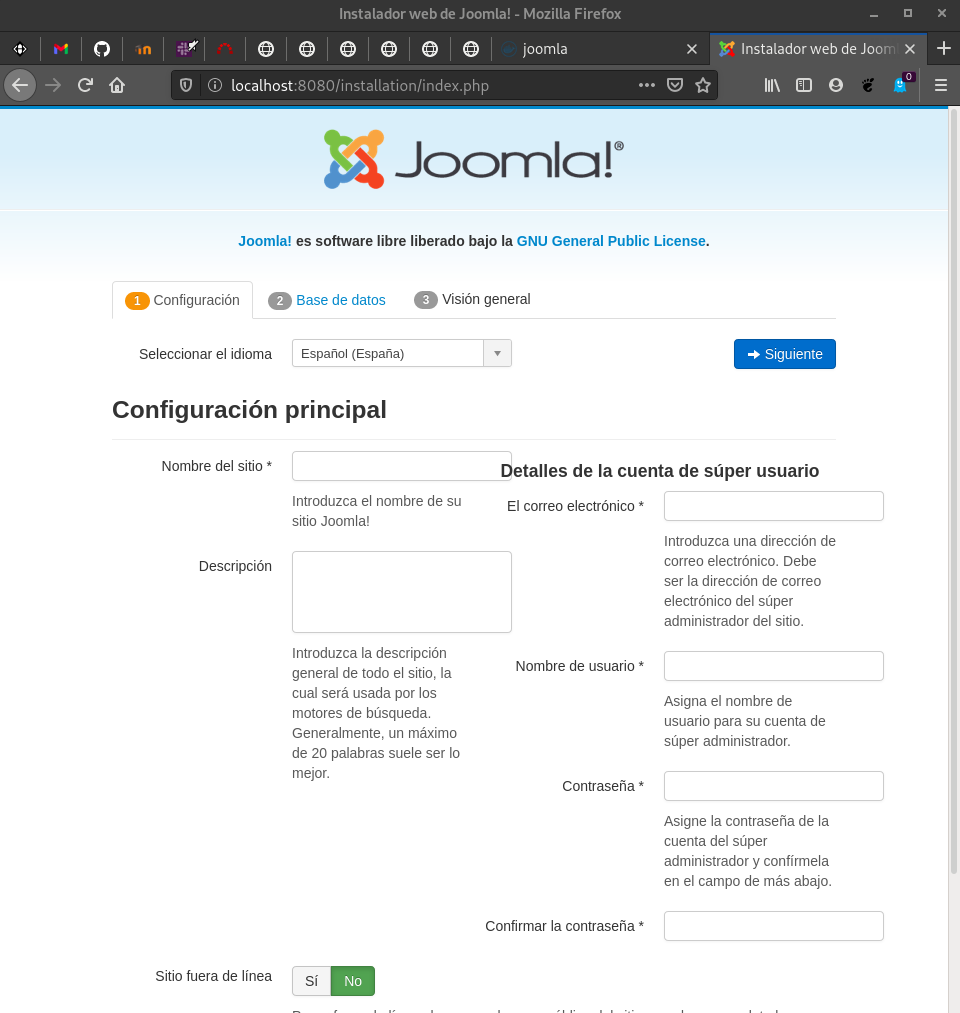 Instalador web de Joomla! - Mozilla Firefox
joomla
Instalador web de Joom
localhost:8080/installation/index.php
0
Joomla!®
Joomla! es software libre liberado bajo la GNU General Public License.
1 Configuración
2 Base de datos
3 Visión general
Seleccionar el idioma
Español (España)
Siguiente
Configuración principal
Nombre del sitio *
Introduzca el nombre de su
sitio Joomla!
Descripción
Introduzca la descripción
general de todo el sitio, la
cual será usada por los
motores de búsqueda.
Generalmente, un máximo
de 20 palabras suele ser lo
mejor.
Detalles de la cuenta de súper usuario
El correo electrónico *
Introduzca una dirección de
correo electrónico. Debe
ser la dirección de correo
electrónico del súper
administrador del sitio.
Nombre de usuario *
Asigna el nombre de
usuario para su cuenta de
súper administrador.
Contraseña *
Asigne la contraseña de la
cuenta del súper
administrador y confírmela
en el campo de más abajo.
Confirmar la contraseña *
Sitio fuera de línea
Sí
No